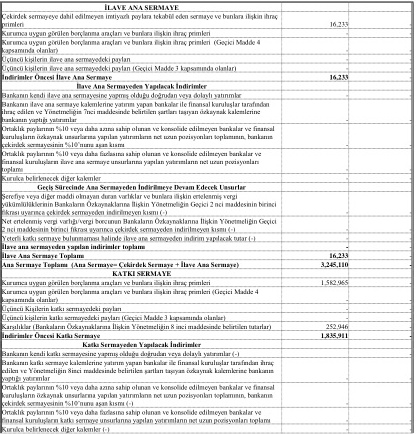 İLAVE ANA SERMAYE
Çekirdek sermayeye dahil edilmeyen imtiyazlı paylara tekabül eden sermaye ve bunlara ilişkin ihraç
primleri 16,233 -
Kurumca uygun görülen borçlanma araçları ve bunlara ilişkin ihraç primleri - -
Kurumca uygun görülen borçlanma araçları ve bunlara ilişkin ihraç primleri (Geçici Madde 4
kapsamında olanlar) - -
Üçüncü kişilerin ilave ana sermayedeki payları - -
Üçüncü kişilerin ilave ana sermayedeki payları (Geçici Madde 3 kapsamında olanlar) - -
İndirimler Öncesi İlave Ana Sermaye 16,233 -
İlave Ana Sermayeden Yapılacak İndirimler
Bankanın kendi ilave ana sermayesine yapmış olduğu doğrudan veya dolaylı yatırımlar - -
Bankanın ilave ana sermaye kalemlerine yatırım yapan bankalar ile finansal kuruluşlar tarafından
ihraç edilen ve Yönetmeliğin 7nci maddesinde belirtilen şartları taşıyan özkaynak kalemlerine
bankanın yaptığı yatırımlar - -
Ortaklık paylarının %10 veya daha azına sahip olunan ve konsolide edilmeyen bankalar ve finansal
kuruluşların özkaynak unsurlarına yapılan yatırımların net uzun pozisyonları toplamının, bankanın
çekirdek sermayesinin %10'nunu aşan kısmı - -
Ortaklık paylarının %10 veya daha fazlasına sahip olunan ve konsolide edilmeyen bankalar ve
finansal kuruluşların ilave ana sermaye unsurlarına yapılan yatırımların net uzun pozisyonları
toplamı - -
Kurulca belirlenecek diğer kalemler - -
Geçiş Sürecinde Ana Sermayeden İndirilmeye Devam Edecek Unsurlar
Şerefiye veya diğer maddi olmayan duran varlıklar ve bunlara ilişkin ertelenmiş vergi
yükümlülüklerinin Bankaların Özkaynaklarına İlişkin Yönetmeliğin Geçici 2 nci maddesinin birinci
fıkrası uyarınca çekirdek sermayeden indirilmeyen kısmı (-) - -
Net ertelenmiş vergi varlığı/vergi borcunun Bankaların Özkaynaklarına İlişkin Yönetmeliğin Geçici
2 nci maddesinin birinci fıkrası uyarınca çekirdek sermayeden indirilmeyen kısmı (-) - -
Yeterli katkı sermaye bulunmaması halinde ilave ana sermayeden indirim yapılacak tutar (-) - -
İlave ana sermayeden yapılan indirimler toplamı - -
İlave Ana Sermaye Toplamı 16,233 -
Ana Sermaye Toplamı (Ana Sermaye= Çekirdek Sermaye + İlave Ana Sermaye) 3,245,110 -
KATKI SERMAYE
Kurumca uygun görülen borçlanma araçları ve bunlara ilişkin ihraç primleri 1,582,965 -
Kurumca uygun görülen borçlanma araçları ve bunlara ilişkin ihraç primleri (Geçici Madde 4
kapsamında olanlar) - -
Üçüncü Kişilerin katkı sermayedeki payları - -
Üçüncü kişilerin katkı sermayedeki payları (Geçici Madde 3 kapsamında olanlar) - -
Karşılıklar (Bankaların Özkaynaklarına İlişkin Yönetmeliğin 8 inci maddesinde belirtilen tutarlar) 252,946 -
İndirimler Öncesi Katkı Sermaye 1,835,911 -
Katkı Sermayeden Yapılacak İndirimler
Bankanın kendi katkı sermayesine yapmış olduğu doğrudan veya dolaylı yatırımlar (-) - -
Bankanın katkı sermaye kalemlerine yatırım yapan bankalar ile finansal kuruluşlar tarafından ihraç
edilen ve Yönetmeliğin 8inci maddesinde belirtilen şartları taşıyan özkaynak kalemlerine bankanın
yaptığı yatırımlar - -
Ortaklık paylarının %10 veya daha azına sahip olunan ve konsolide edilmeyen bankalar ve finansal
kuruluşların özkaynak unsurlarına yapılan yatırımların net uzun pozisyonları toplamının, bankanın
çekirdek sermayesinin %10'nunu aşan kısmı (-) - -
Ortaklık paylarının %10 veya daha fazlasına sahip olunan ve konsolide edilmeyen bankalar ve
finansal kuruluşların katkı sermaye unsurlarına yapılan yatırımların net uzun pozisyonları toplamı - -
Kurulca belirlenecek diğer kalemler (-) - -